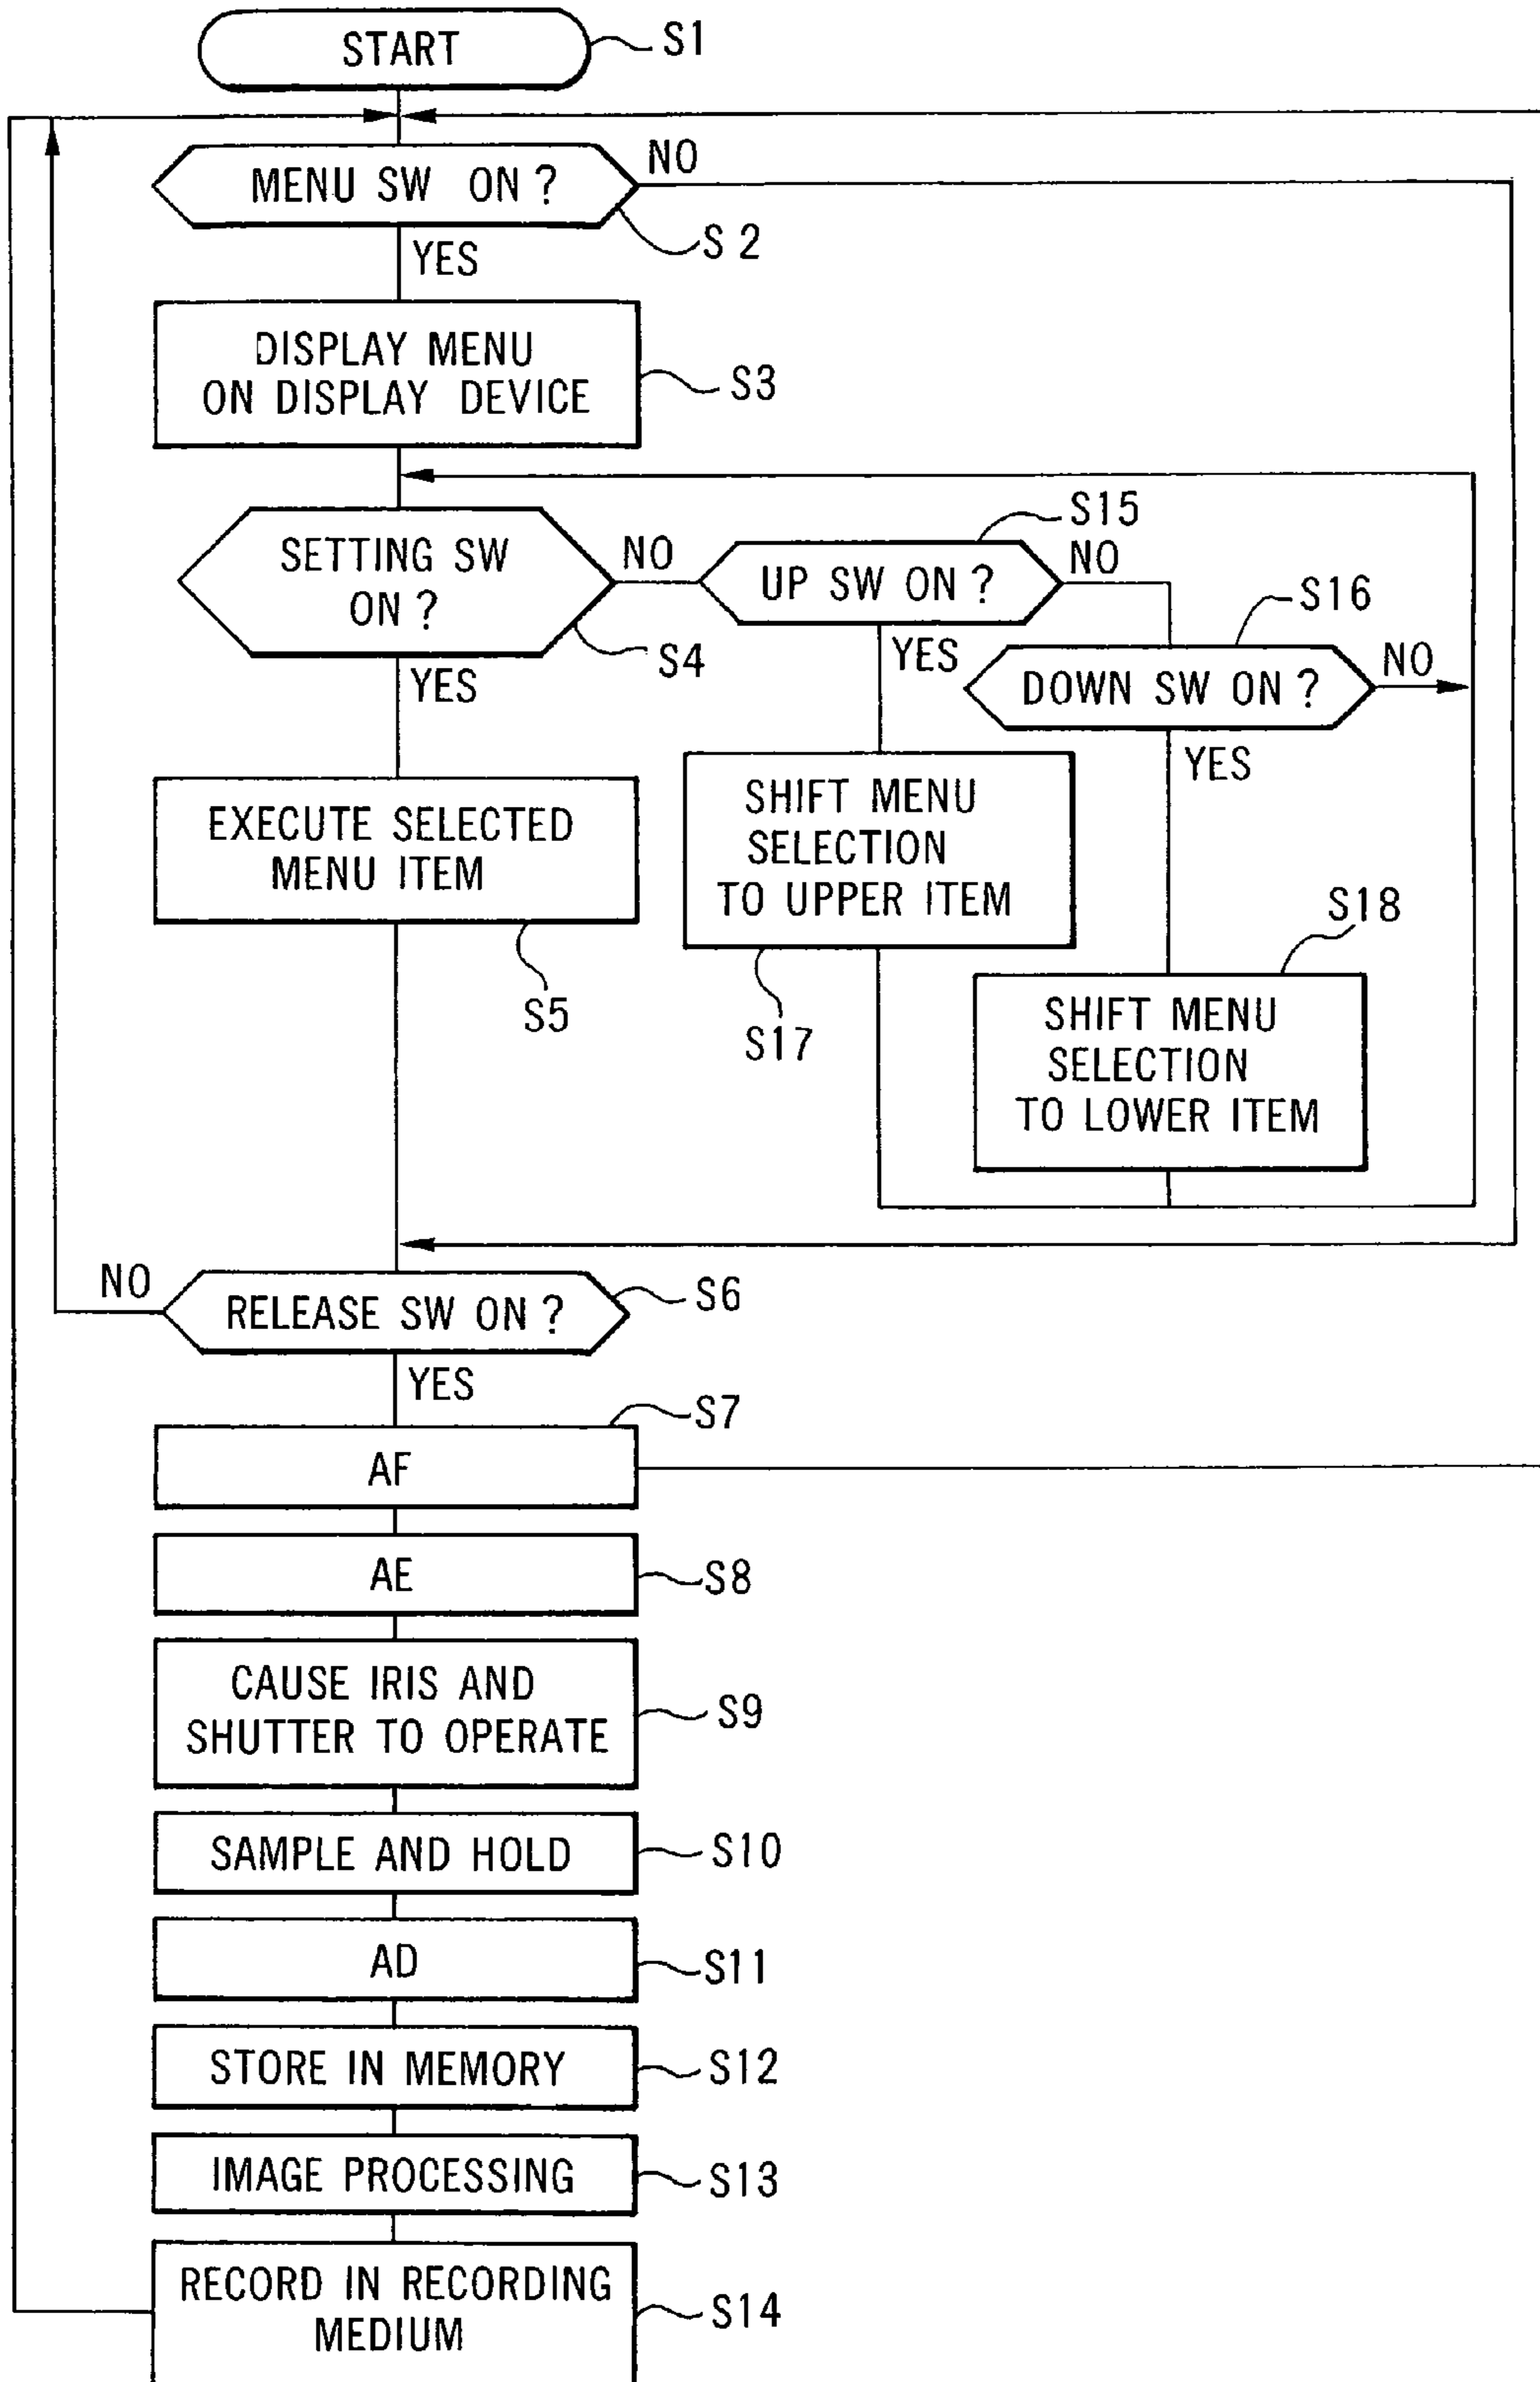 START
S1
MENU SW ON ?
NO
S 2
YES
DISPLAY MENU
ON DISPLAY DEVICE
S3
SETTING SW
ON ?
NO
S4
YES
UP SW ON ?
S15
NO
YES
DOWN SW ON ?
S16
NO
YES
EXECUTE SELECTED
MENU ITEM
S5
SHIFT MENU
SELECTION
TO UPPER ITEM
S17
SHIFT MENU
SELECTION
TO LOWER ITEM
S18
NO
RELEASE SW ON ?
S6
YES
AF
S7
AE
S8
CAUSE IRIS AND
SHUTTER TO OPERATE
S9
SAMPLE AND HOLD
S10
AD
S11
STORE IN MEMORY
S12
IMAGE PROCESSING
S13
RECORD IN RECORDING
MEDIUM
S14